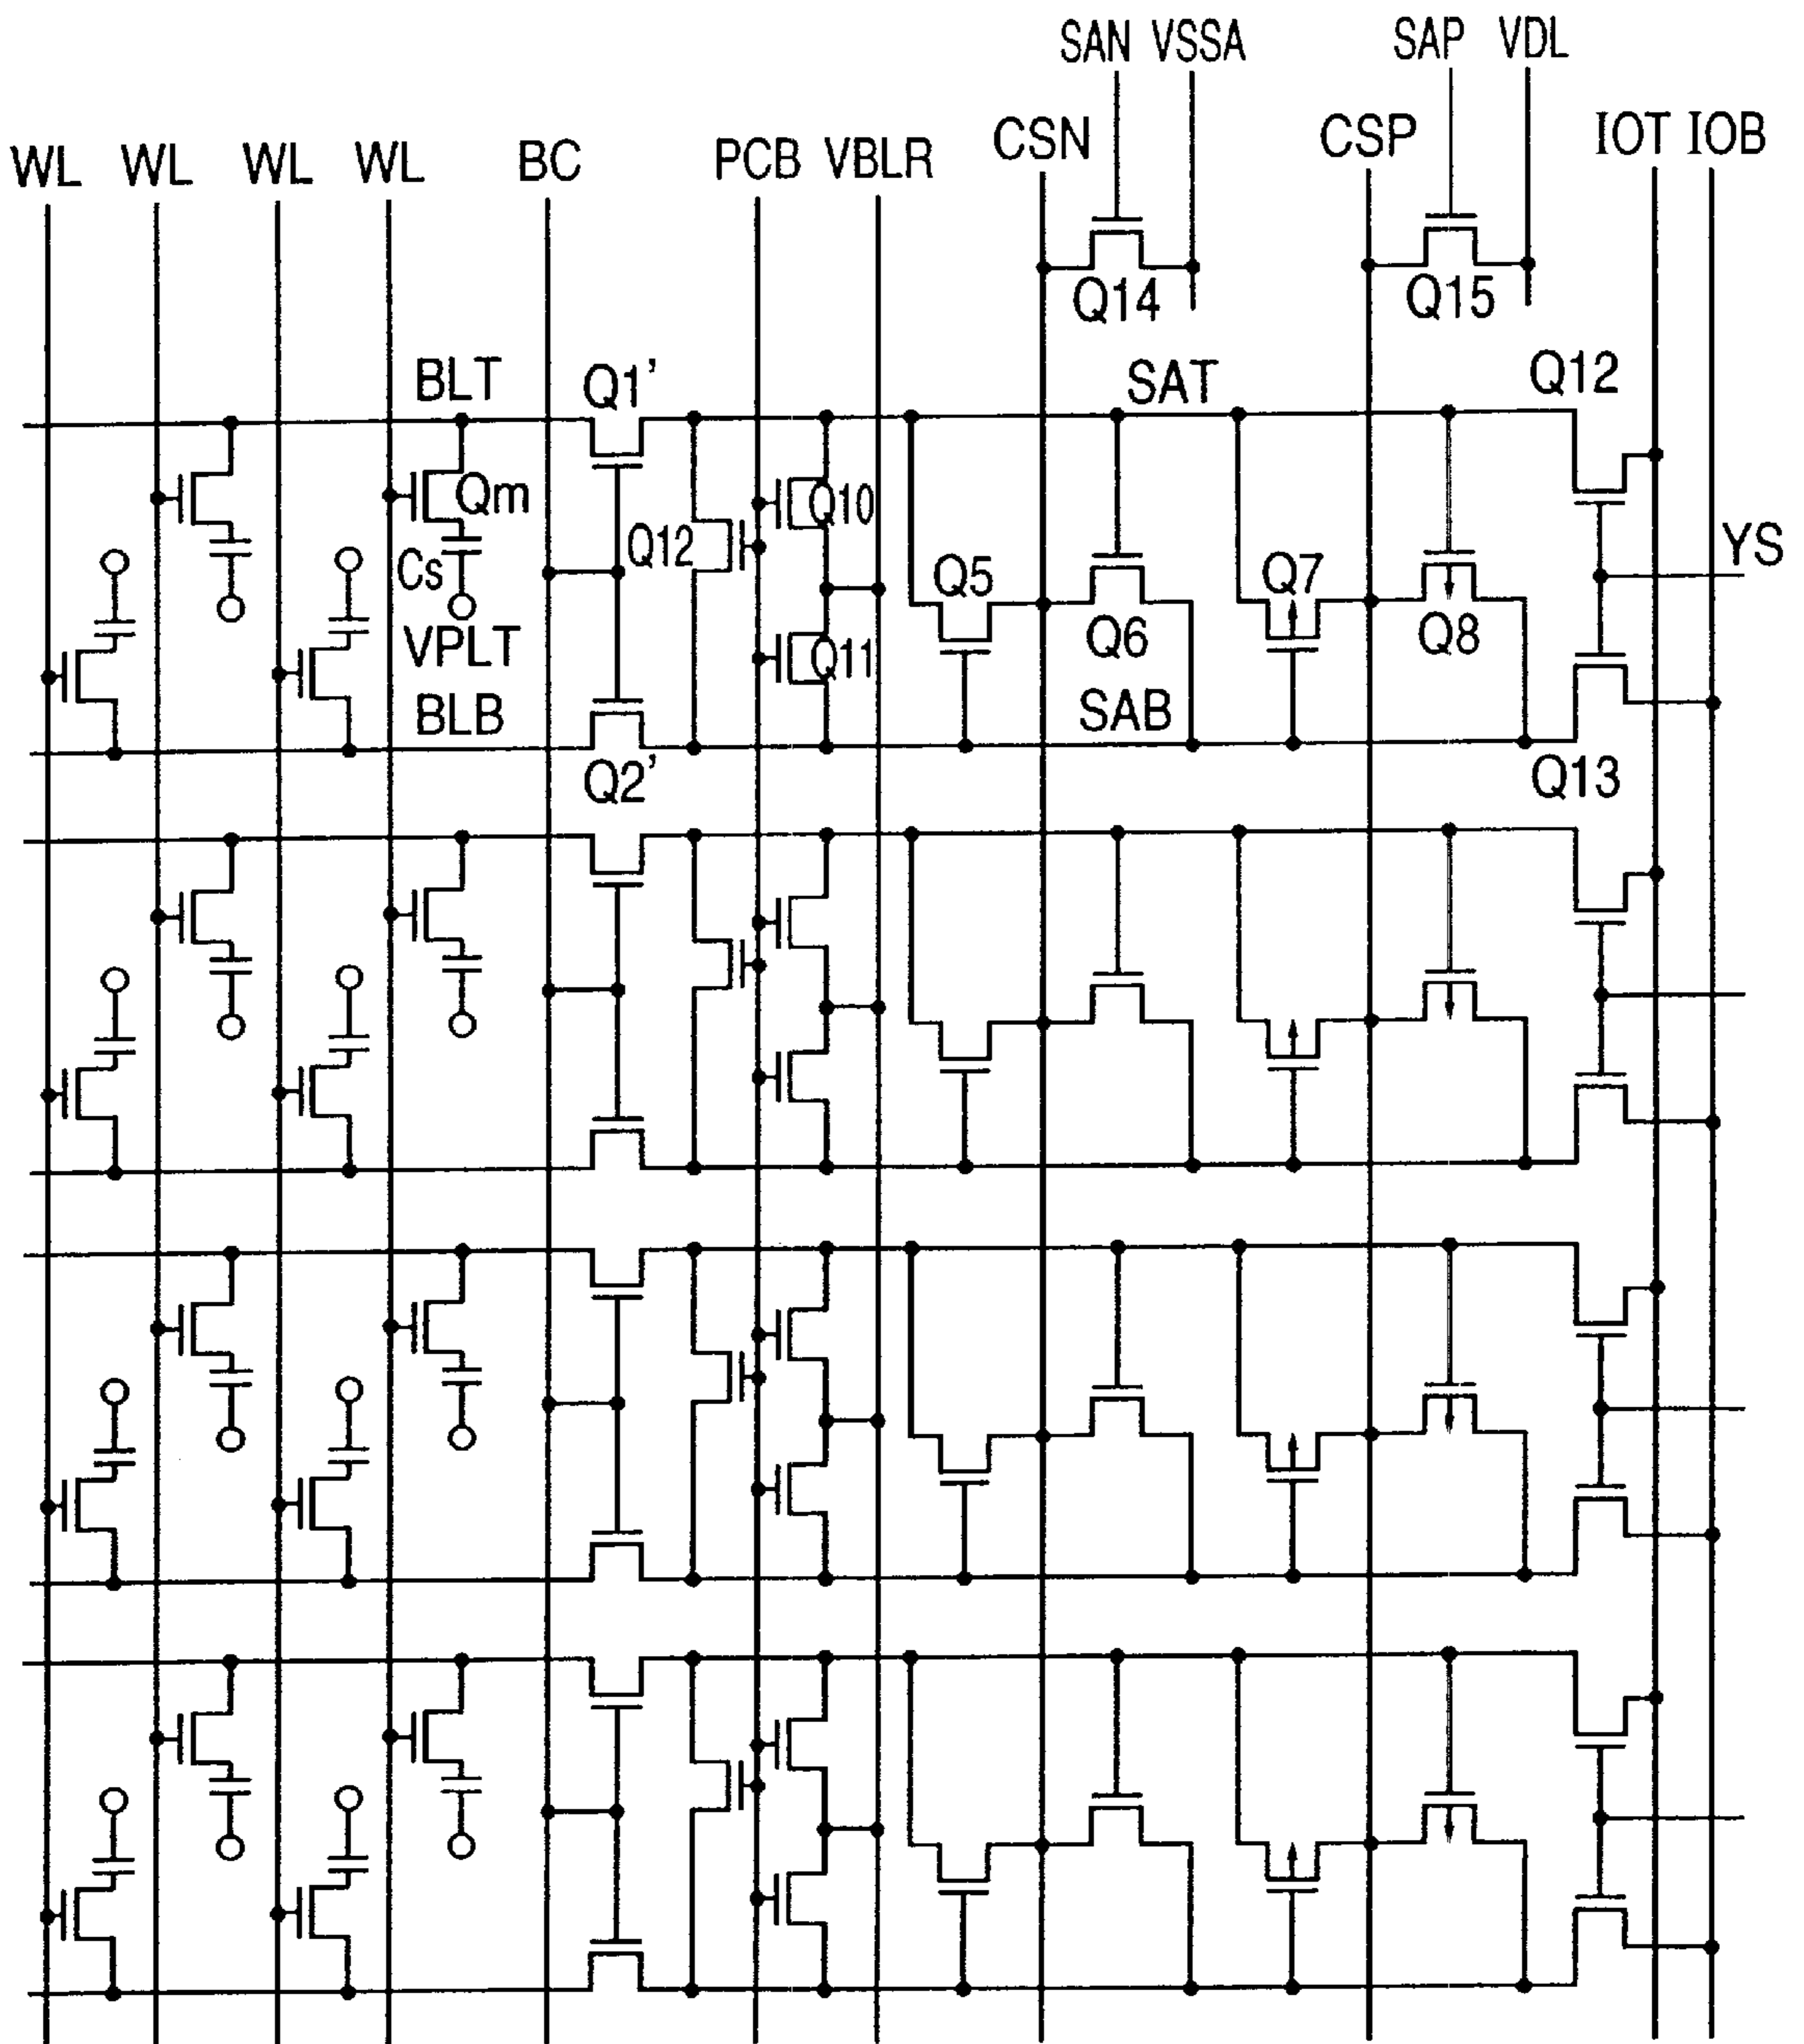 SAN VSSA SAP VDL
WL WL WL WL BC PCB VBLR CSN CSP IOT IOB
Q14 Q15
BLT Q1’ SAT Q12
Qm Q12 Q10 YS
Cs Q5 Q7
VPLT Q11 Q6 Q8
BLB SAB
Q2’ Q13